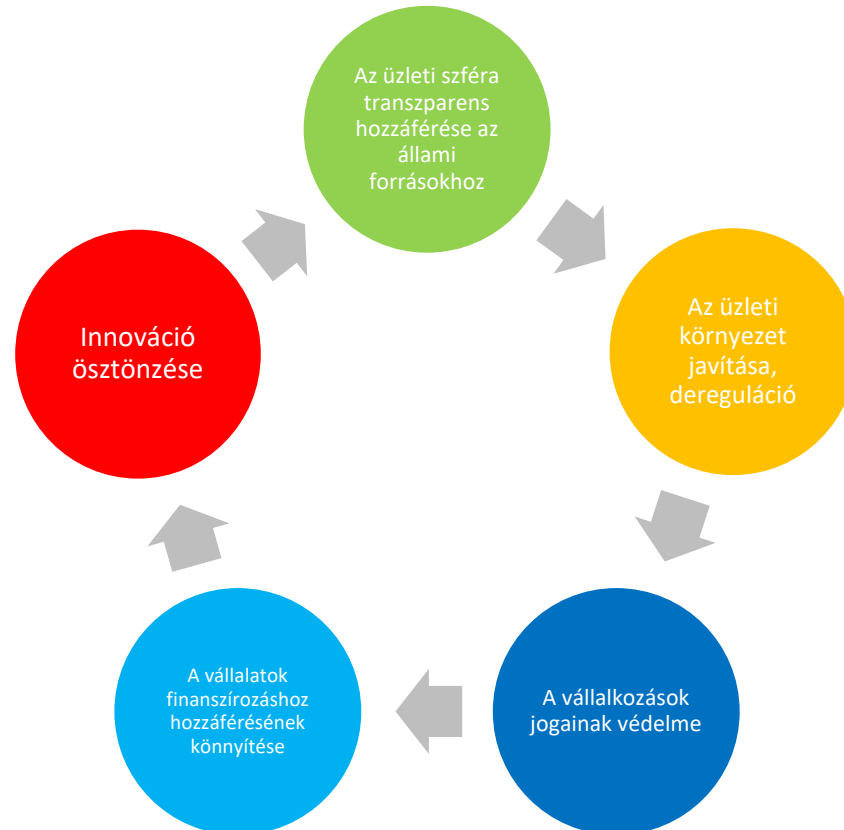 Az üzleti szféra
transzparens
hozzáférése az
állami
forrásokhoz
Az üzleti
környezet
javítása,
dereguláció
A vállalkozások
jogainak védelme
A vállalatok
finanszírozáshoz
hozzáférésének
könnyítése
Innováció
ösztönzése